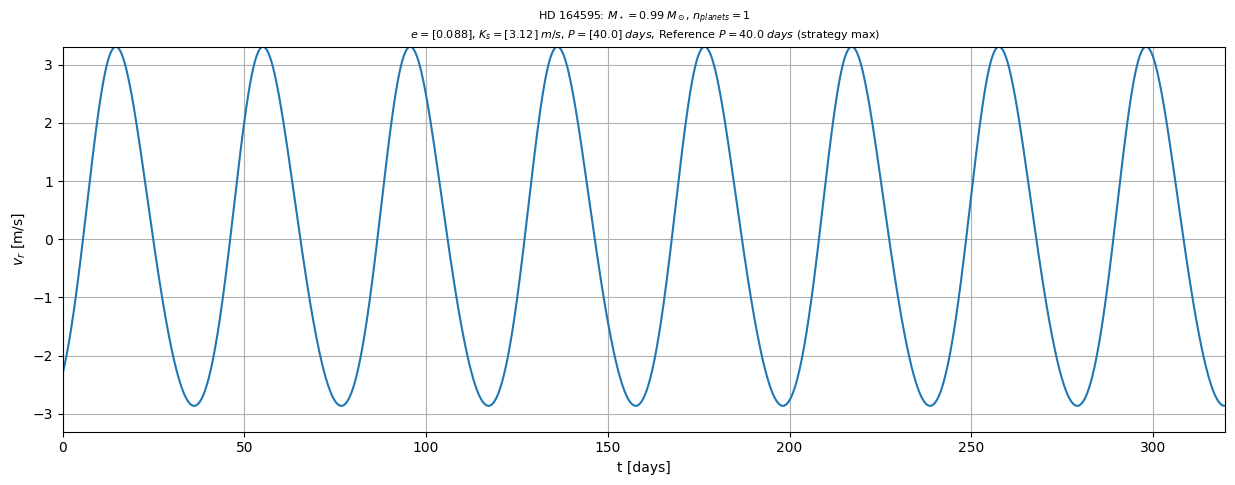 HD 164595: $M_⋆ = 0.99 M_⊙, n_{planets} = 1$
e = [0.088], K_s = [3.12] m/s, P = [40.0] days, Reference P = 40.0 days (strategy max)
3
2
1
0
−1
−2
−3
v_r [m/s]
0 50 100 150 200 250 300
t [days]